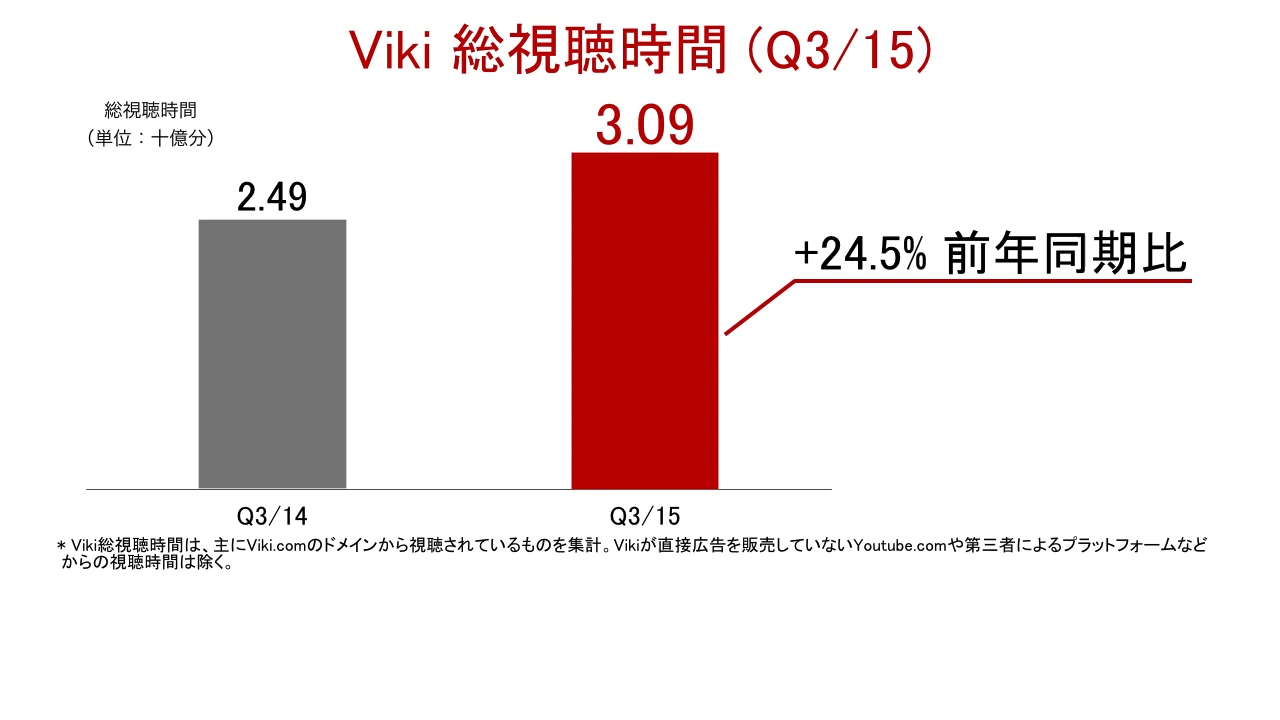 Viki 総視聴時間 (Q3/15)
総視聴時間
（単位：十億分）
3.09
2.49
+24.5% 前年同期比
Q3/14
Q3/15
* Viki総視聴時間は、主にViki.comのドメインから視聴されているものを集計。Vikiが直接広告を販売していないYoutube.comや第三者によるプラットフォームなど
からの視聴時間は除く。